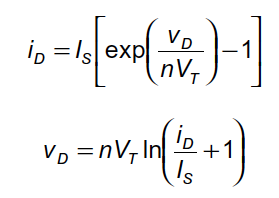 i_D = I_S [ exp( v_D / nV_T ) − 1 ]
v_D = nV_T ln( i_D / I_S + 1 )